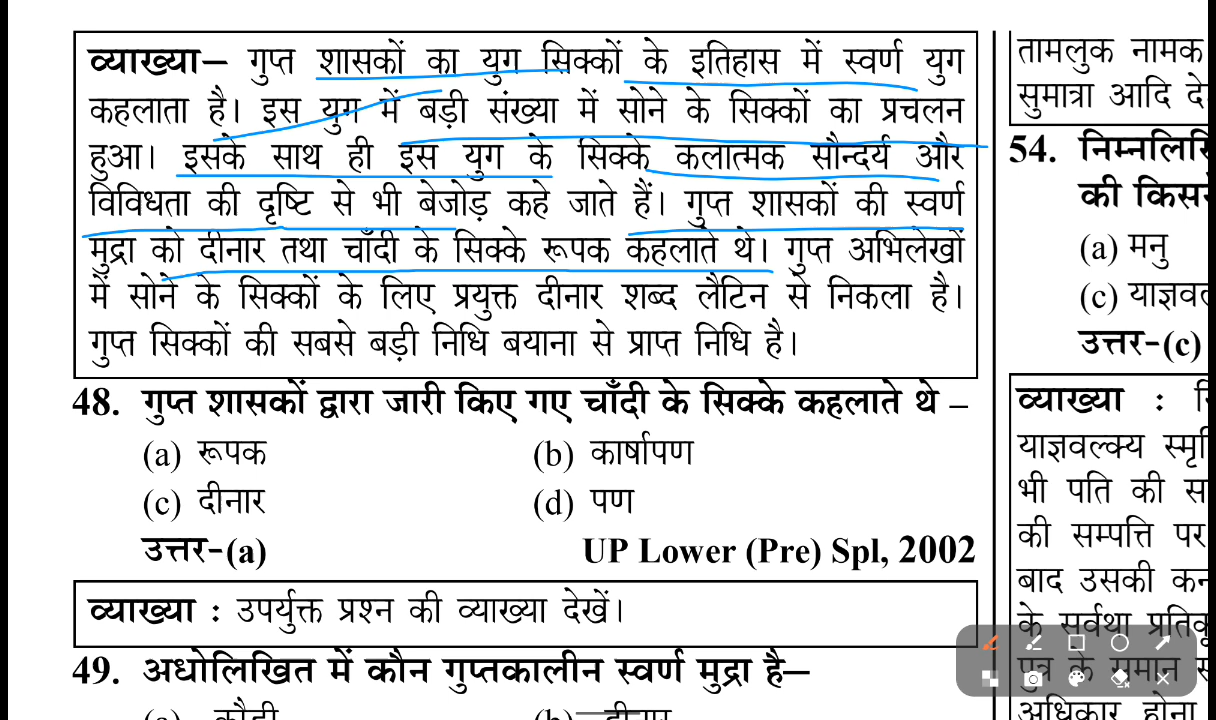 व्याख्या– गुप्त शासकों का युग सिक्कों के इतिहास में स्वर्ण युग
कहलाता है। इस युग में बड़ी संख्या में सोने के सिक्कों का प्रचलन
हुआ। इसके साथ ही इस युग के सिक्के कलात्मक सौन्दर्य और
विविधता की दृष्टि से भी बेजोड़ कहे जाते हैं। गुप्त शासकों की स्वर्ण
मुद्रा को दीनार तथा चाँदी के सिक्के रूपक कहलाते थे। गुप्त अभिलेखों
में सोने के सिक्कों के लिए प्रयुक्त दीनार शब्द लैटिन से निकला है।
गुप्त सिक्कों की सबसे बड़ी निधि बयाना से प्राप्त निधि है।
48. गुप्त शासकों द्वारा जारी किए गए चाँदी के सिक्के कहलाते थे –
(a) रूपक (b) कार्षापण
(c) दीनार (d) पण
उत्तर-(a) UP Lower (Pre) Spl, 2002
व्याख्या : उपर्युक्त प्रश्न की व्याख्या देखें।
49. अधोलिखित में कौन गुप्तकालीन स्वर्ण मुद्रा है–
(a) कौड़ी (b) दीनार
तामलुक नामक
सुमात्रा आदि दे
54. निम्नलि
की किस
(a) मनु
(c) याज्ञव
उत्तर-(c)
व्याख्या :
याज्ञवल्क्य स्मृ
भी पति की स
की सम्पत्ति पर
बाद उसकी कन
के सर्वथा प्रति
पुत्र के समान स
अधिकार होना